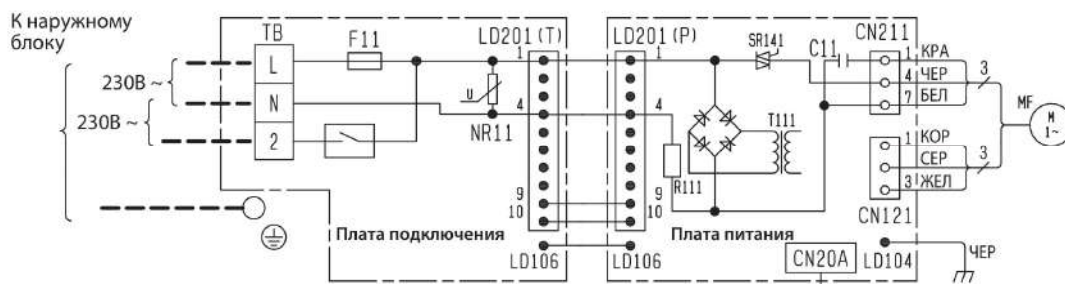 К наружному
блоку
230В ~
230В ~
TB
L
N
2
F11
U
NR11
LD201 (T)
1
4
9
10
LD106
Плата подключения
LD201 (P)
1
4
9
10
LD106
R111
T111
SR141
C11
Плата питания
CN20A
CN211
1 КРА
4 ЧЕР
7 БЕЛ
3
1 КОР
СЕР
3 ЖЕЛ
3
CN121
LD104
ЧЕР
MF
M
1~